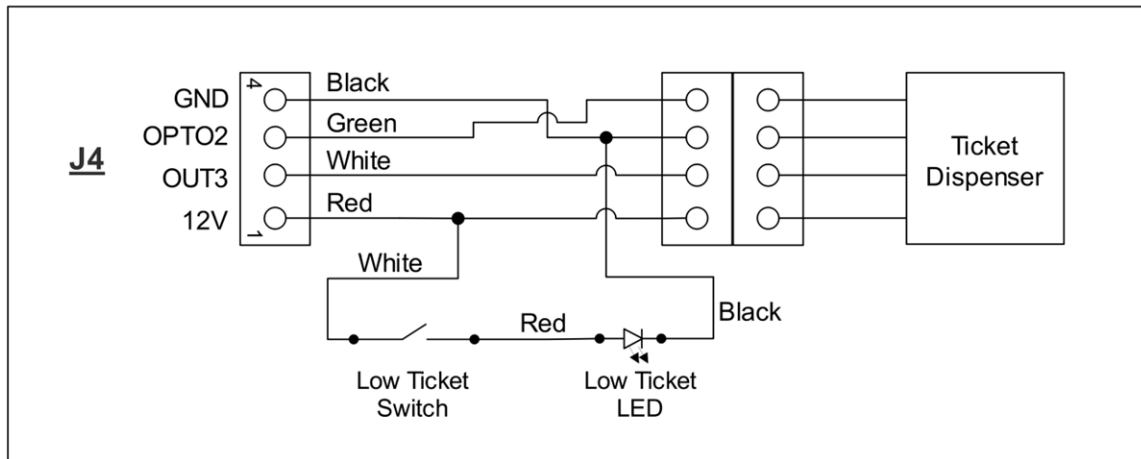 4
Black
GND
Green
OPTO2
J4
White
OUT3
Red
12V
1
Ticket
Dispenser
White
Red
Black
Low Ticket
Switch
Low Ticket
LED